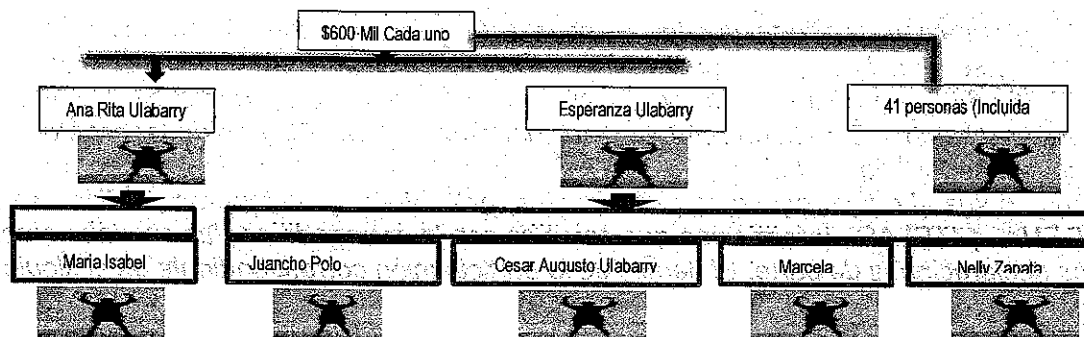 $600 Mil Cada uno
Ana Rita Ulabarry
Esperanza Ulabarry
41 personas (Incluida
Maria Isabel
Juancho Polo
Cesar Augusto Ulabarry
Marcela
Nelly Zapata